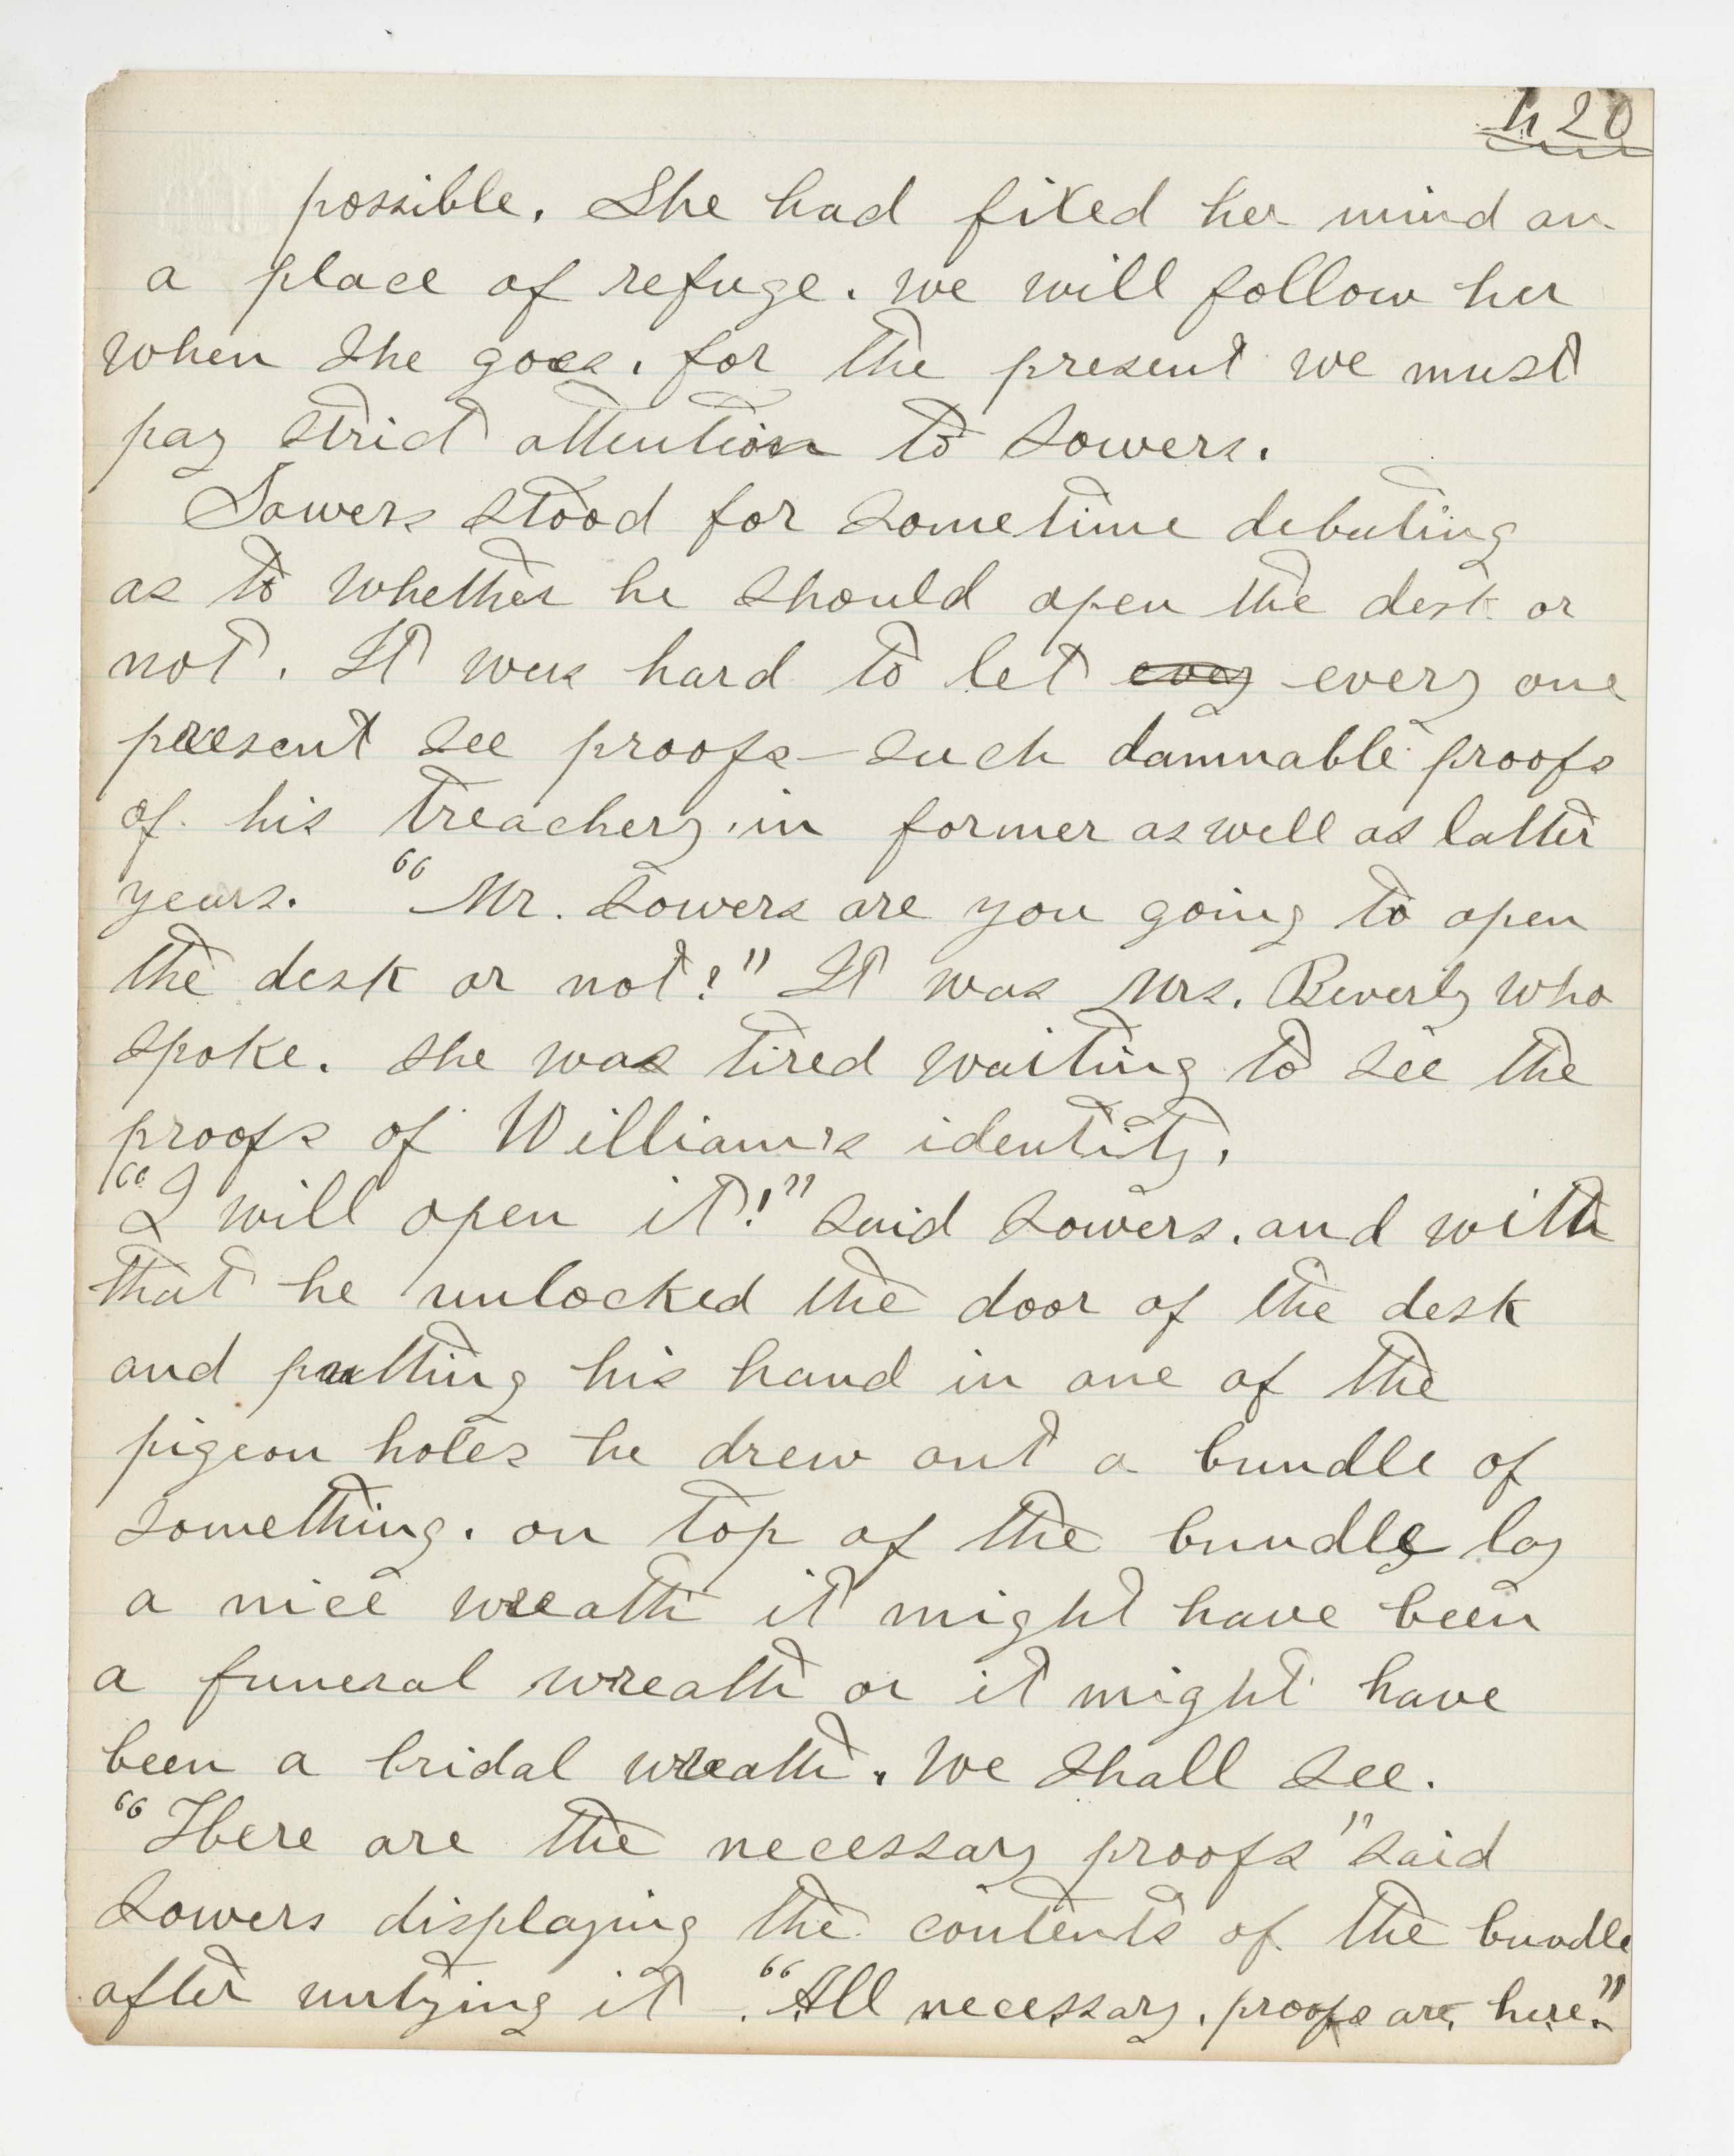 420
possible. She had fixed her mind on
a place of refuge. we will follow her
when she goes. for the present we must
pay strict attention to Sowers.
Sowers stood for sometime debating
as to whether he should open the desk or
not. It was hard to let evey every one
present see proofs - such damnable proofs
of his treachery in former as well as latter
years. "Mr. Sowers are you going to open
the desk or not?" It was Mrs. Beverly who
spoke. she was tired waiting to see the
proofs of William's identity.
"I will open it!" said Sowers. and with
that he unlocked the door of the desk
and putting his hand in one of the
pigeon holes he drew out a bundle of
something. on top of the bundle lay
a nice wreath it might have been
a funeral wreath or it might have
been a bridal wreath. we shall see.
"Here are the necessary proofs" said
Sowers displaying the contents of the bundle
after untying it. "All necessary proofs are here."